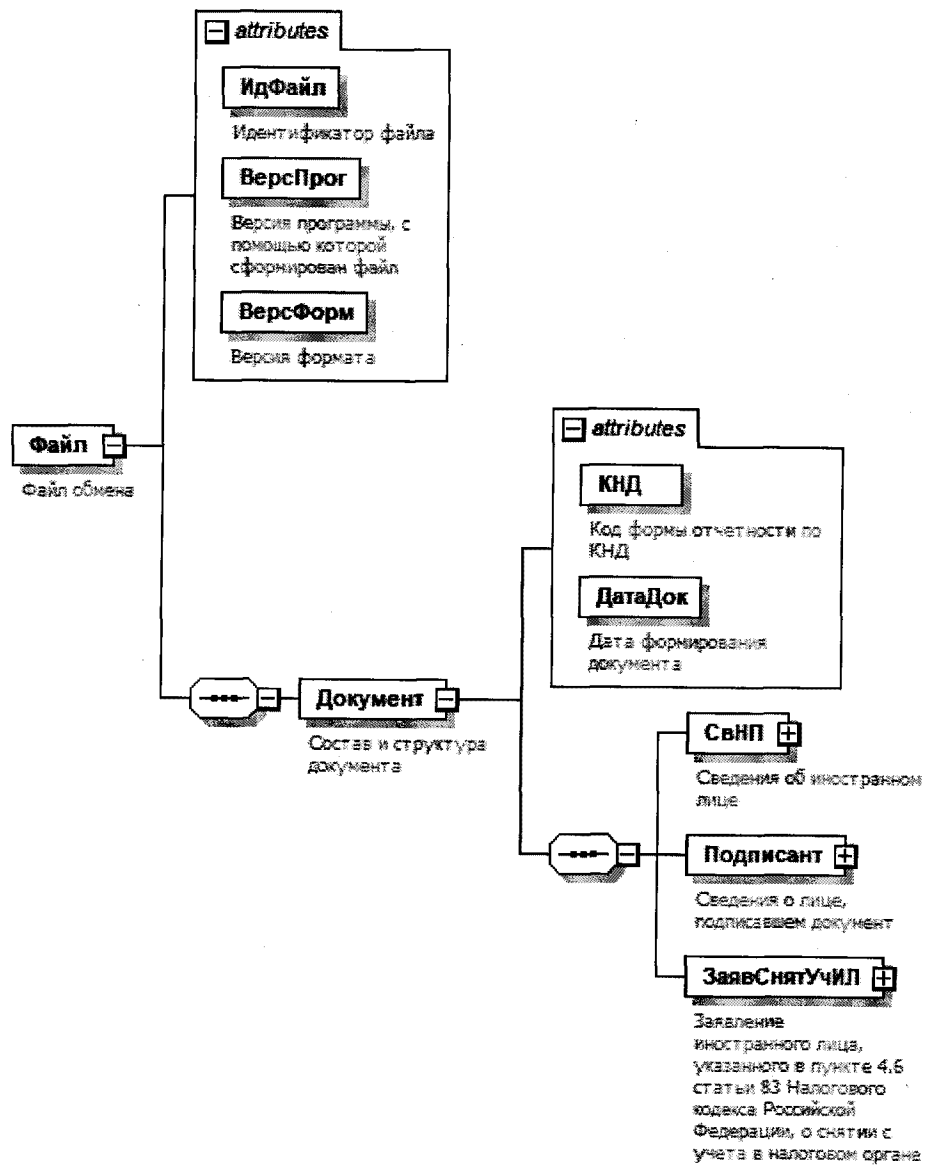 attributes
ИдФайл
Идентификатор файла
ВерсПрог
Версия программы, с
помощью которой
сформирован файл
ВерсФорм
Версия формата
Файл
Файл обмена
attributes
КНД
Код формы отчетности по
КНД
ДатаДок
Дата формирования
документа
Документ
Состав и структура
документа
СвНП
Сведения об иностранном
лице
Подписант
Сведения о лице,
подписавшем документ
ЗаявСнятУчИЛ
Заявление
иностранного лица,
указанного в пункте 4.6
статьи 83 Налогового
кодекса Российской
Федерации, о снятии с
учета в налоговом органе